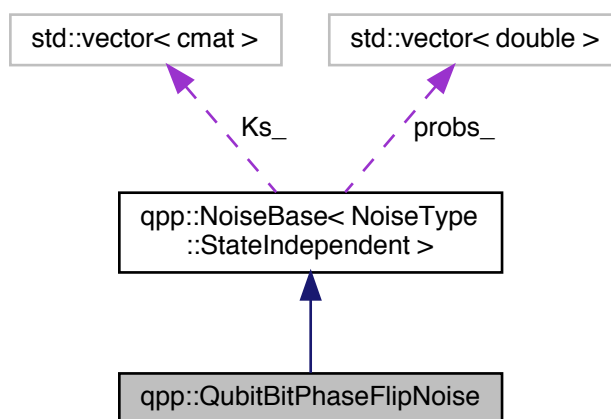 std::vector< cmat >
std::vector< double >
Ks_
probs_
qpp::NoiseBase< NoiseType
::StateIndependent >
qpp::QubitBitPhaseFlipNoise